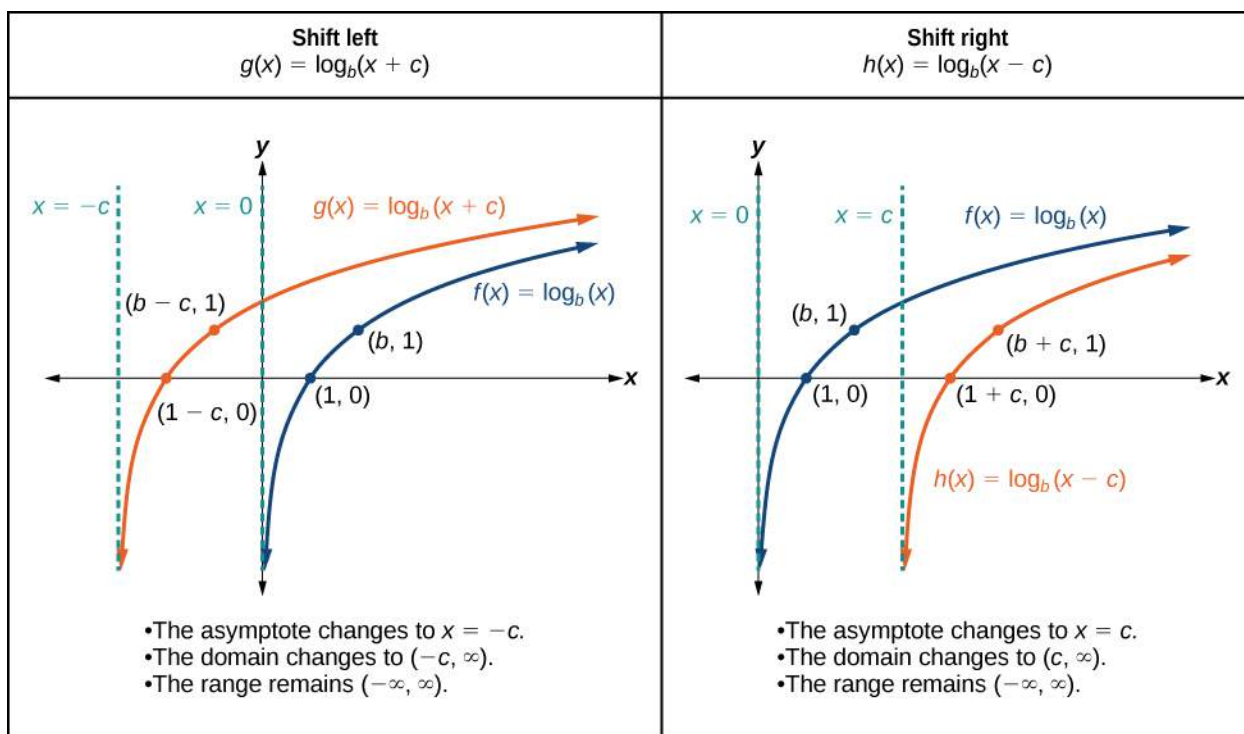 Shift left
g(x) = log_b(x + c)
y
x = −c
x = 0
g(x) = log_b(x + c)
f(x) = log_b(x)
(b − c, 1)
(b, 1)
x
(1 − c, 0)
(1, 0)
•The asymptote changes to x = −c.
•The domain changes to (−c, ∞).
•The range remains (−∞, ∞).
Shift right
h(x) = log_b(x − c)
y
x = 0
x = c
f(x) = log_b(x)
(b, 1)
(b + c, 1)
x
(1, 0)
(1 + c, 0)
h(x) = log_b(x − c)
•The asymptote changes to x = c.
•The domain changes to (c, ∞).
•The range remains (−∞, ∞).